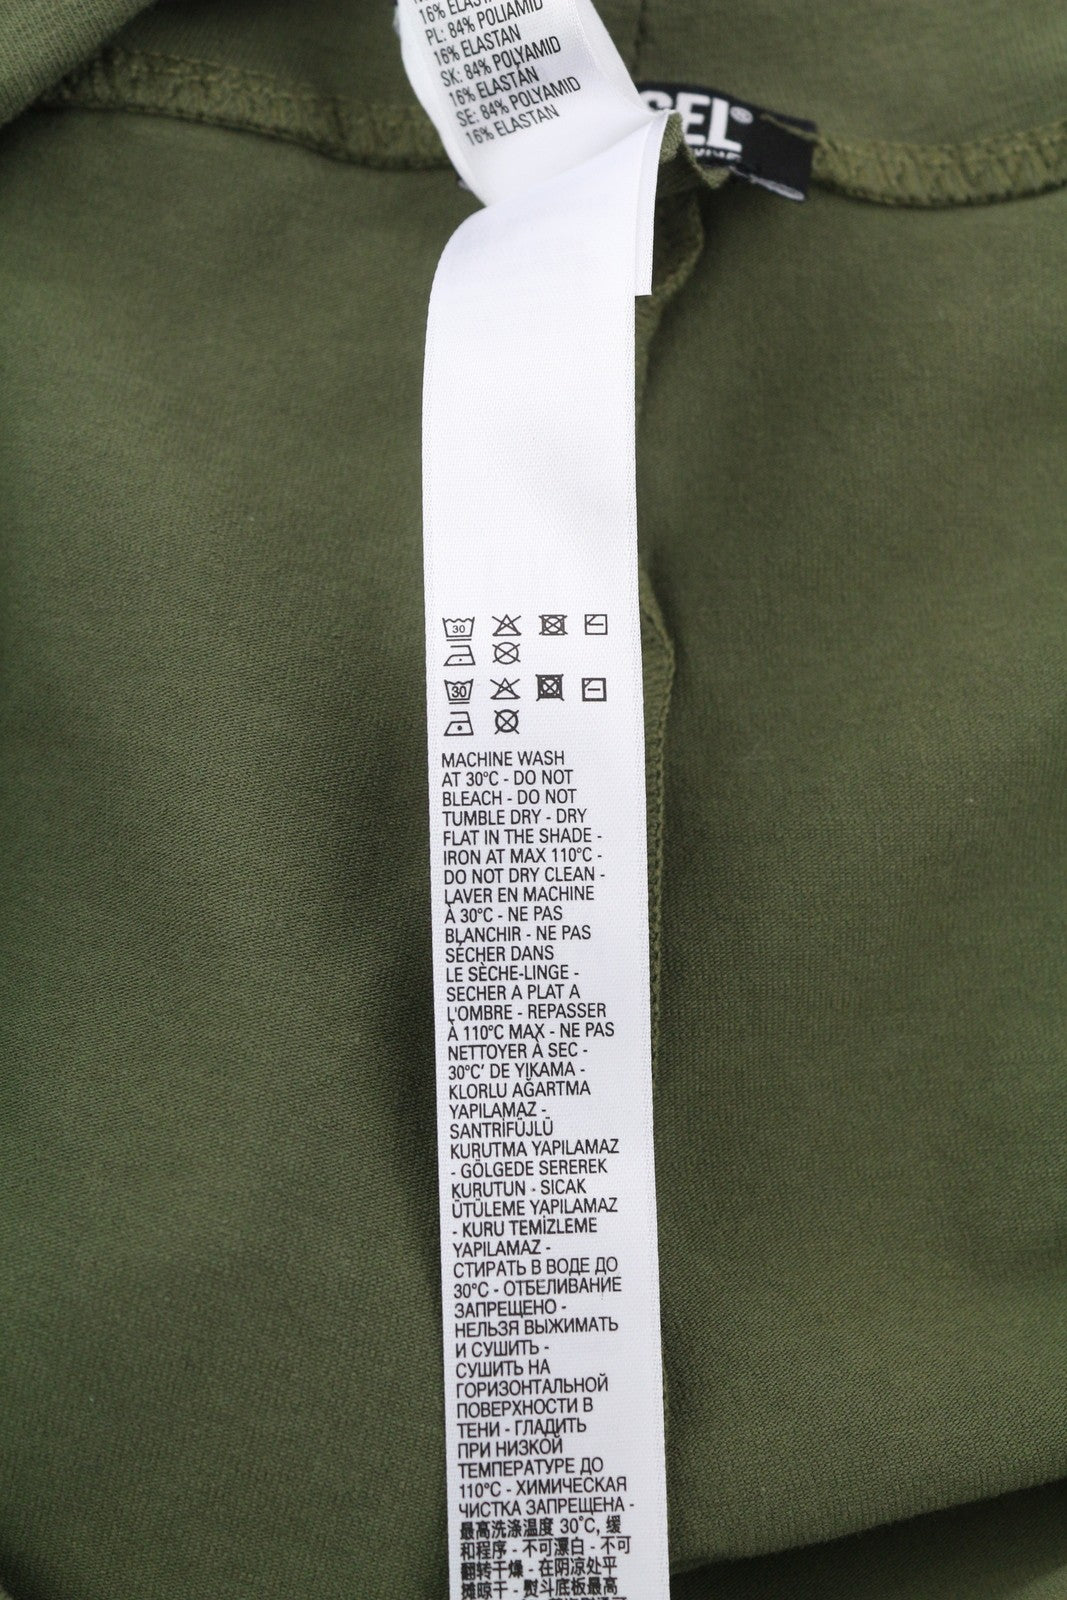 16% ELASTAN
PL: 84% POLIAMID
16% ELASTAN
SK: 84% POLYAMID
16% ELASTÁN
SE: 84% POLYAMID
16% ELASTAN
SEL®
30
30
MACHINE WASH
AT 30°C - DO NOT
BLEACH - DO NOT
TUMBLE DRY - DRY
FLAT IN THE SHADE -
IRON AT MAX 110°C -
DO NOT DRY CLEAN -
LAVER EN MACHINE
À 30°C - NE PAS
BLANCHIR - NE PAS
SÉCHER DANS
LE SÈCHE-LINGE -
SECHER A PLAT A
L'OMBRE - REPASSER
À 110°C MAX - NE PAS
NETTOYER À SEC -
30°C' DE YIKAMA -
KLORLU AĞARTMA
YAPILAMAZ -
SANTRİFÜJLÜ
KURUTMA YAPILAMAZ
- GÖLGEDE SEREREK
KURUTUN - SICAK
ÜTÜLEME YAPILAMAZ
- KURU TEMİZLEME
YAPILAMAZ -
СТИРАТЬ В ВОДЕ ДО
30°C - ОТБЕЛИВАНИЕ
ЗАПРЕЩЕНО -
НЕЛЬЗЯ ВЫЖИМАТЬ
И СУШИТЬ -
СУШИТЬ НА
ГОРИЗОНТАЛЬНОЙ
ПОВЕРХНОСТИ В
ТЕНИ - ГЛАДИТЬ
ПРИ НИЗКОЙ
ТЕМПЕРАТУРЕ ДО
110°C - ХИМИЧЕСКАЯ
ЧИСТКА ЗАПРЕЩЕНА -
最高洗涤温度 30°C, 缓
和程序 - 不可漂白 - 不可
翻转干燥 - 在阴凉处平
摊晾干 - 熨斗底板最高